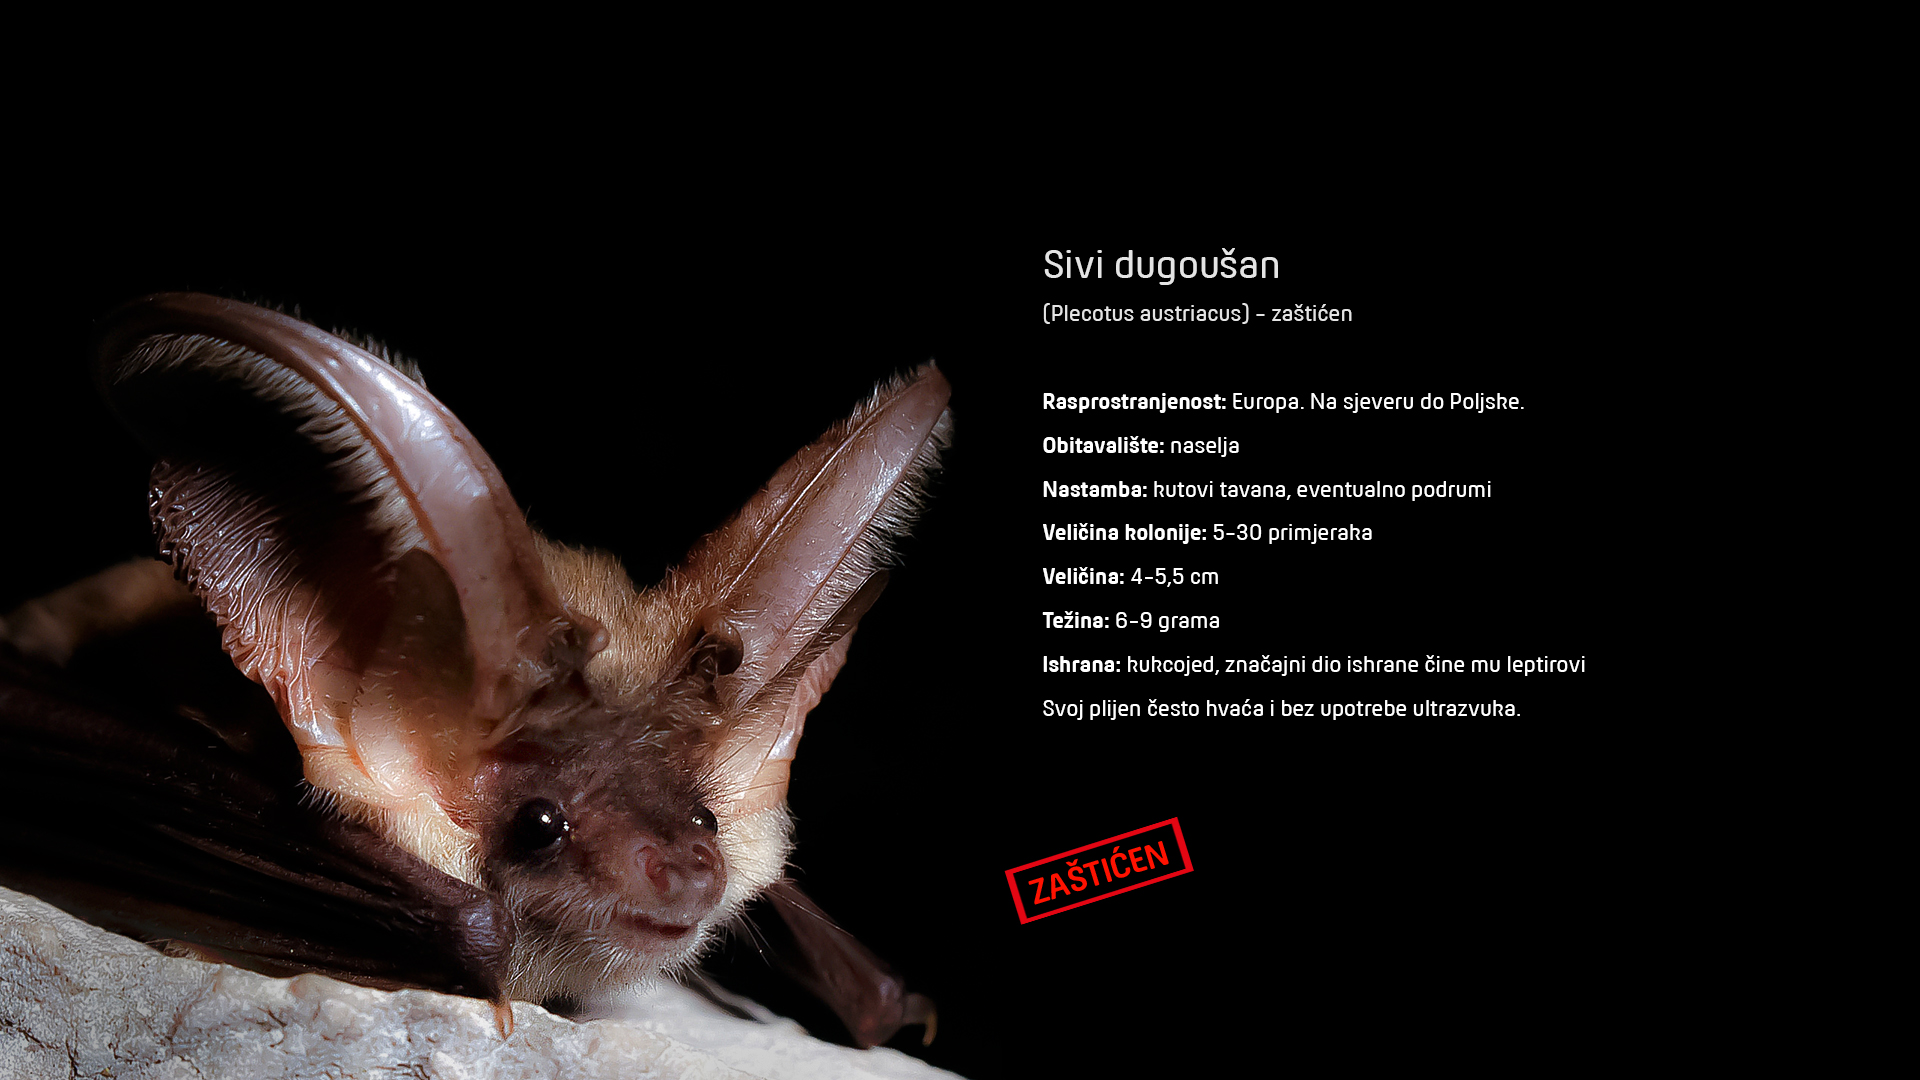 Sivi dugoušan
(Plecotus austriacus) - zaštićen
Rasprostranjenost: Europa. Na sjeveru do Poljske.
Obitavalište: naselja
Nastamba: kutovi tavana, eventualno podrumi
Veličina kolonije: 5-30 primjeraka
Veličina: 4-5,5 cm
Težina: 6-9 grama
Ishrana: kukcojed, značajni dio ishrane čine mu leptirovi
Svoj plijen često hvaća i bez upotrebe ultrazvuka.
ZAŠTIĆEN